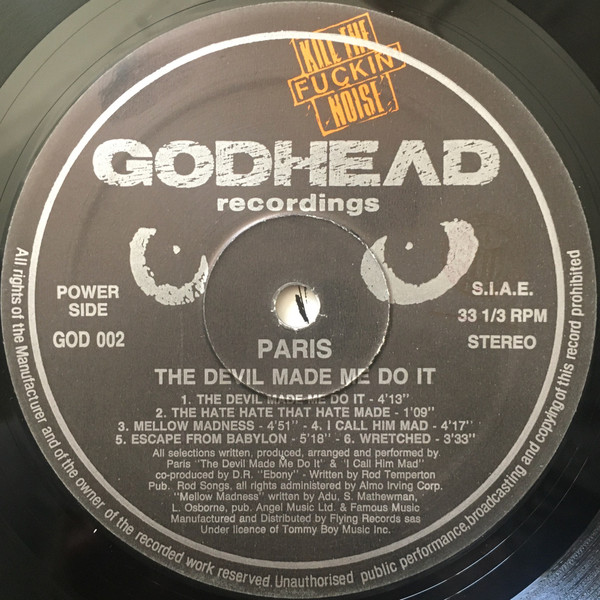 KILL THE
FUCKIN
NOISE
GODHEAD
recordings
POWER
SIDE
GOD 002
S.I.A.E.
33 1/3 RPM
STEREO
PARIS
THE DEVIL MADE ME DO IT
1. THE DEVIL MADE ME DO IT - 4'13"
2. THE HATE HATE THAT HATE MADE - 1'09"
3. MELLOW MADNESS - 4'51" - 4. I CALL HIM MAD - 4'17"
5. ESCAPE FROM BABYLON - 5'18" - 6. WRETCHED - 3'33"
All selections written, produced, arranged and performed by
Paris "The Devil Made Me Do It' & 'I Call Him Mad"
co-produced by D.R. "Ebony" - Written by Rod Temperton
Pub. Rod Songs, all rights administered by Almo Irving Corp.
"Mellow Madness" written by Adu, S. Mathewman,
L. Osborne, pub. Angel Music Ltd. & Famous Music
Manufactured and Distributed by Flying Records sas
Under licence of Tommy Boy Music Inc.
All rights of the Manufacturer and of the owner of the recorded work reserved. Unauthorised public performance, broadcasting and copying of this record prohibited